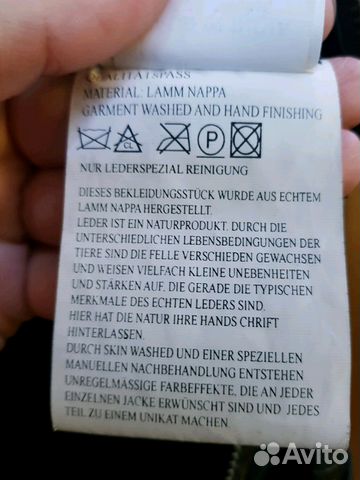 QUALITÄTSPASS
MATERIAL: LAMM NAPPA
GARMENT WASHED AND HAND FINISHING
CL P
NUR LEDERSPEZIAL REINIGUNG
DIESES BEKLEIDUNGSSTÜCK WURDE AUS ECHTEM
LAMM NAPPA HERGESTELLT.
LEDER IST EIN NATURPRODUKT. DURCH DIE
UNTERSCHIEDLICHEN LEBENSBEDINGUNGEN DER
TIERE SIND DIE FELLE VERSCHIEDEN GEWACHSEN
UND WEISEN VIELFACH KLEINE UNEBENHEITEN
UND STÄRKEN AUF. DIE GERADE DIE TYPISCHEN
MERKMALE DES ECHTEN LEDERS SIND.
HIER HAT DIE NATUR IHRE HANDS CHRIFT
HINTERLASSEN.
DURCH SKIN WASHED UND EINER SPEZIELLEN
MANUELLEN NACHBEHANDLUNG ENTSTEHEN
UNREGELMÄSSIGE FARBEFFEKTE, DIE AN JEDER
EINZELNEN JACKE ERWÜNSCHT SIND UND JEDES
TEIL ZU EINEM UNIKAT MACHEN.
Avito